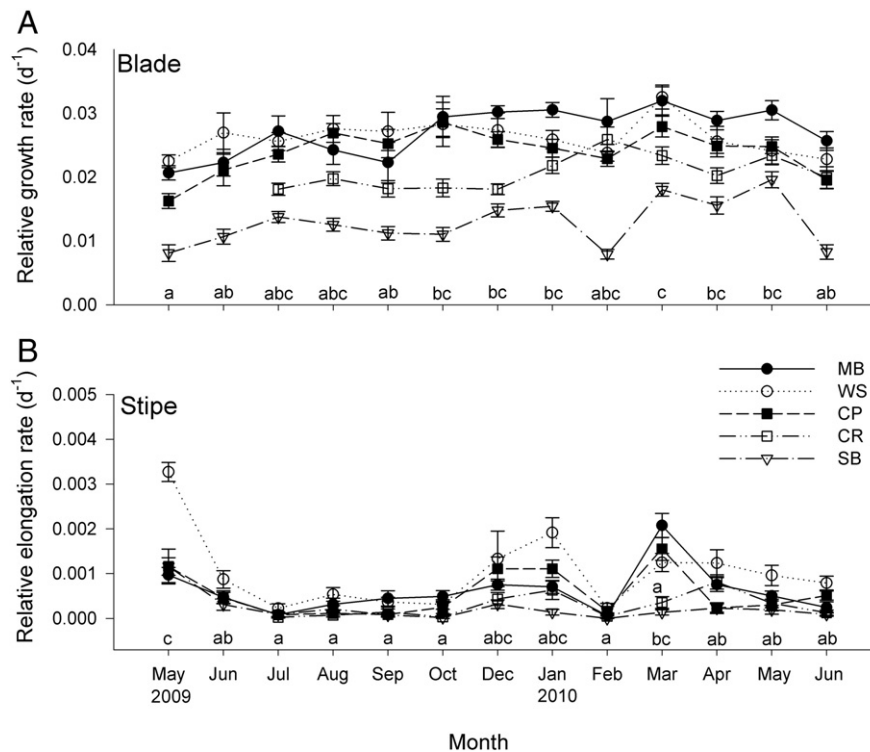 A
Blade
Relative growth rate (d⁻¹)
0.04
0.03
0.02
0.01
0.00
a ab abc abc ab bc bc bc abc c bc bc ab
B
Stipe
Relative elongation rate (d⁻¹)
0.005
0.004
0.003
0.002
0.001
0.000
MB
WS
CP
CR
SB
a
c ab a a a a abc abc a bc ab ab ab
May Jun Jul Aug Sep Oct Dec Jan Feb Mar Apr May Jun
2009 2010
Month